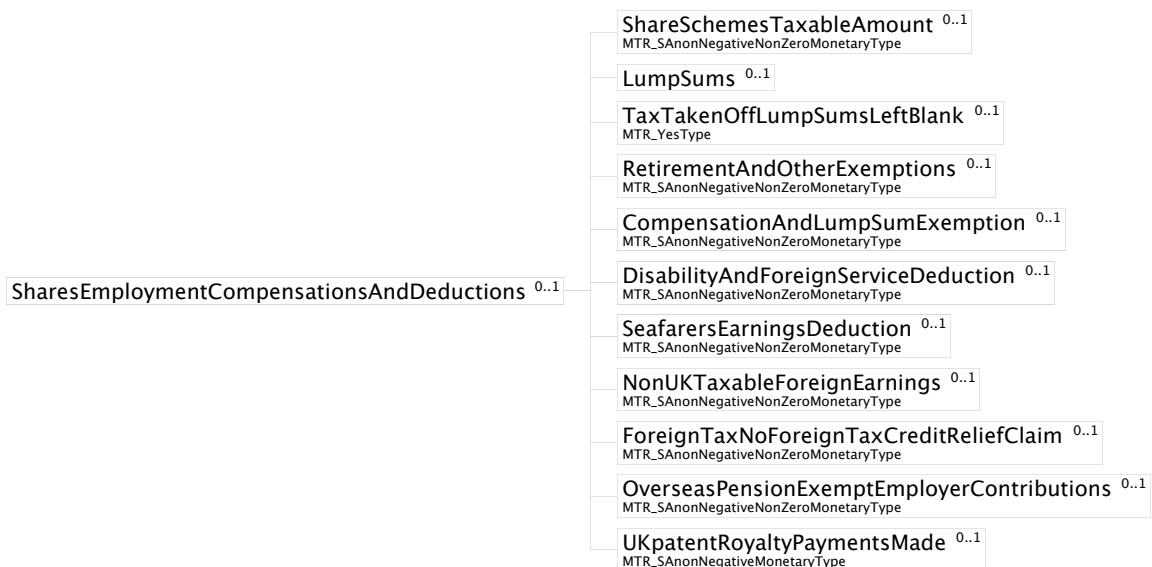 ShareSchemesTaxableAmount 0..1
MTR_SAnonNegativeNonZeroMonetaryType
LumpSums 0..1
TaxTakenOffLumpSumsLeftBlank 0..1
MTR_YesType
RetirementAndOtherExemptions 0..1
MTR_SAnonNegativeNonZeroMonetaryType
CompensationAndLumpSumExemption 0..1
MTR_SAnonNegativeNonZeroMonetaryType
SharesEmploymentCompensationsAndDeductions 0..1
DisabilityAndForeignServiceDeduction 0..1
MTR_SAnonNegativeNonZeroMonetaryType
SeafarersEarningsDeduction 0..1
MTR_SAnonNegativeNonZeroMonetaryType
NonUKTaxableForeignEarnings 0..1
MTR_SAnonNegativeNonZeroMonetaryType
ForeignTaxNoForeignTaxCreditReliefClaim 0..1
MTR_SAnonNegativeNonZeroMonetaryType
OverseasPensionExemptEmployerContributions 0..1
MTR_SAnonNegativeNonZeroMonetaryType
UKpatentRoyaltyPaymentsMade 0..1
MTR_SAnonNegativeMonetaryType